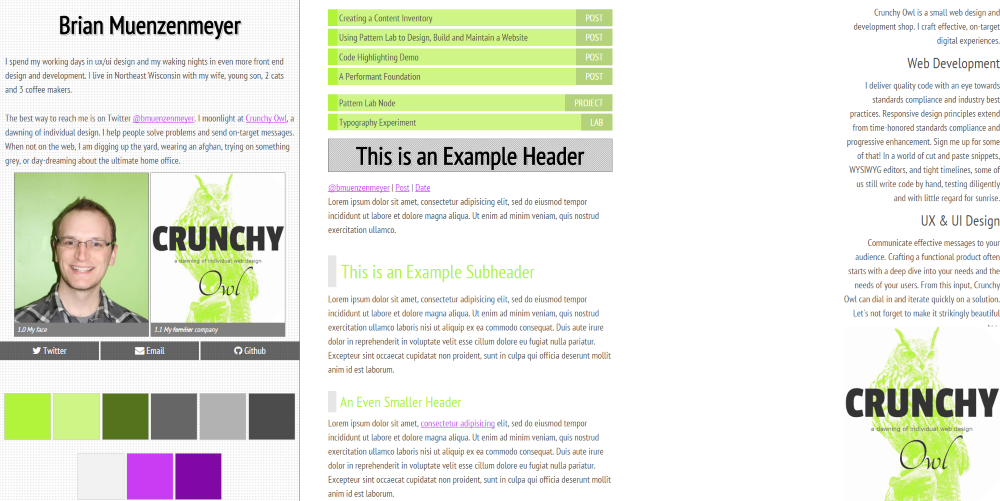 Brian Muenzenmeyer
I spend my working days in ux/ui design and my waking nights in even more front end
design and development. I live in Northeast Wisconsin with my wife, young son, 2 cats
and 3 coffee makers.
The best way to reach me is on Twitter @bmuenzenmeyer. I moonlight at Crunchy Owl, a
dawning of individual design. I help people solve problems and send on-target messages.
When not on the web, I am digging up the yard, wearing an afghan, trying on something
grey, or day-dreaming about the ultimate home office.
CRUNCHY
a dawning of individual web design
Owl
1.0 My face
1.1 My farmlier company
Twitter
Email
Github
Creating a Content Inventory POST
Using Pattern Lab to Design, Build and Maintain a Website POST
Code Highlighting Demo POST
A Performant Foundation POST
Pattern Lab Node PROJECT
Typography Experiment LAB
This is an Example Header
@bmuenzenmeyer | Post | Date
Lorem ipsum dolor sit amet, consectetur adipisicing elit, sed do eiusmod tempor
incididunt ut labore et dolore magna aliqua. Ut enim ad minim veniam, quis nostrud
exercitation ullamco.
This is an Example Subheader
Lorem ipsum dolor sit amet, consectetur adipisicing elit, sed do eiusmod tempor
incididunt ut labore et dolore magna aliqua. Ut enim ad minim veniam, quis nostrud
exercitation ullamco laboris nisi ut aliquip ex ea commodo consequat. Duis aute irure
dolor in reprehenderit in voluptate velit esse cillum dolore eu fugiat nulla pariatur.
Excepteur sint occaecat cupidatat non proident, sunt in culpa qui officia deserunt mollit
anim id est laborum.
An Even Smaller Header
Lorem ipsum dolor sit amet, consectetur adipisicing elit, sed do eiusmod tempor
incididunt ut labore et dolore magna aliqua. Ut enim ad minim veniam, quis nostrud
exercitation ullamco laboris nisi ut aliquip ex ea commodo consequat. Duis aute irure
dolor in reprehenderit in voluptate velit esse cillum dolore eu fugiat nulla pariatur.
Excepteur sint occaecat cupidatat non proident, sunt in culpa qui officia deserunt mollit
anim id est laborum.
Crunchy Owl is a small web design and
development shop. I craft effective, on-target
digital experiences.
Web Development
I deliver quality code with an eye towards
standards compliance and industry best
practices. Responsive design principles extend
from time-honored standards compliance and
progressive enhancement. Sign me up for some
of that! In a world of cut and paste snippets,
WYSIWYG editors, and tight timelines, some of
us still write code by hand, testing diligently
and with little regard for sunrise.
UX & UI Design
Communicate effective messages to your
audience. Crafting a functional product often
starts with a deep dive into your needs and the
needs of your users. From this input, Crunchy
Owl can dial in and iterate quickly on a solution.
Let's not forget to make it strikingly beautiful
CRUNCHY
a dawning of individual web design
Owl